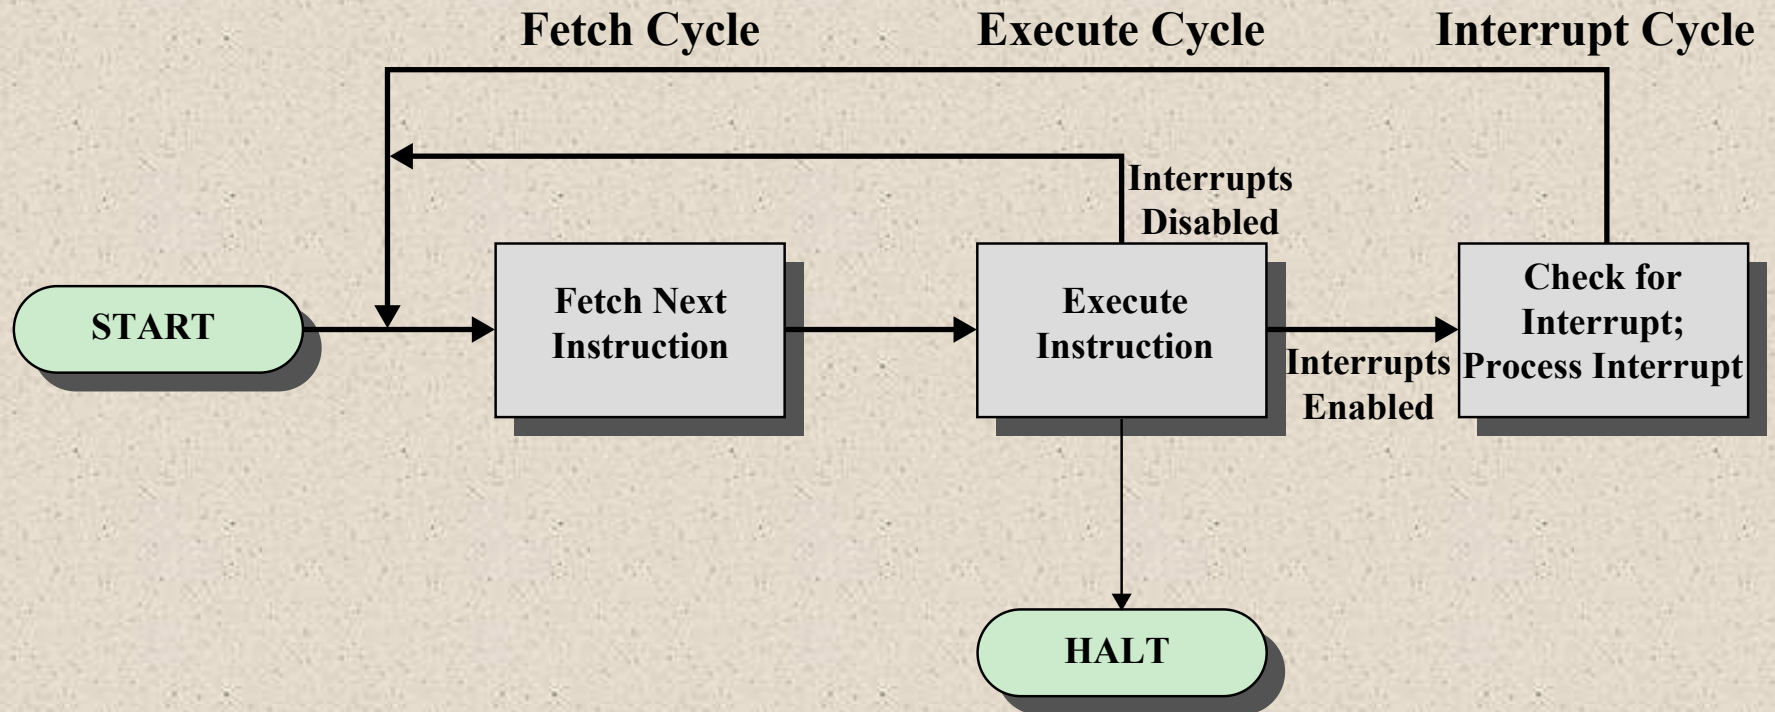 Fetch Cycle
Execute Cycle
Interrupt Cycle
Interrupts
Disabled
START
Fetch Next
Instruction
Execute
Instruction
Interrupts
Enabled
Check for
Interrupt;
Process Interrupt
HALT